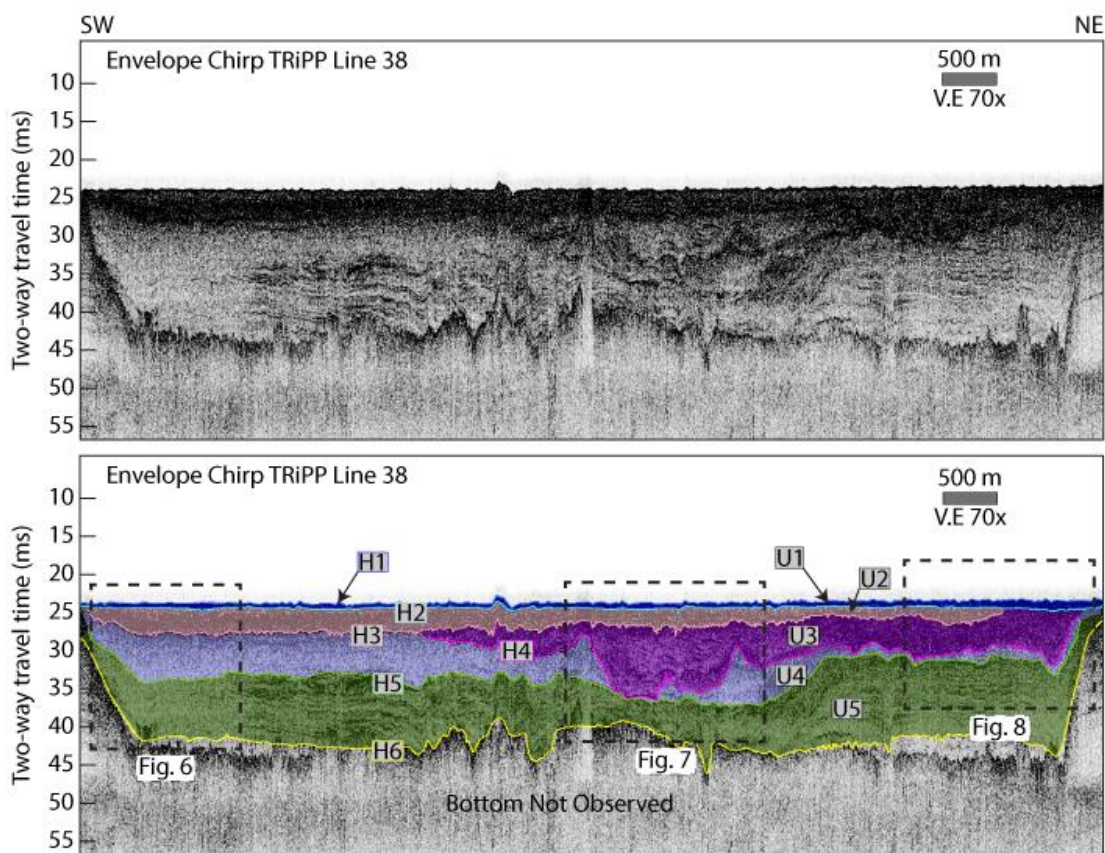 SW NE
Envelope Chirp TRiPP Line 38
500 m
V.E 70x
Two-way travel time (ms)
10
15
20
25
30
35
40
45
50
55
Envelope Chirp TRiPP Line 38
500 m
V.E 70x
Two-way travel time (ms)
10
15
20
25
30
35
40
45
50
55
H1
U1
U2
H2
H3
H4
U3
H5
U4
U5
H6
Fig. 6
Fig. 7
Fig. 8
Bottom Not Observed